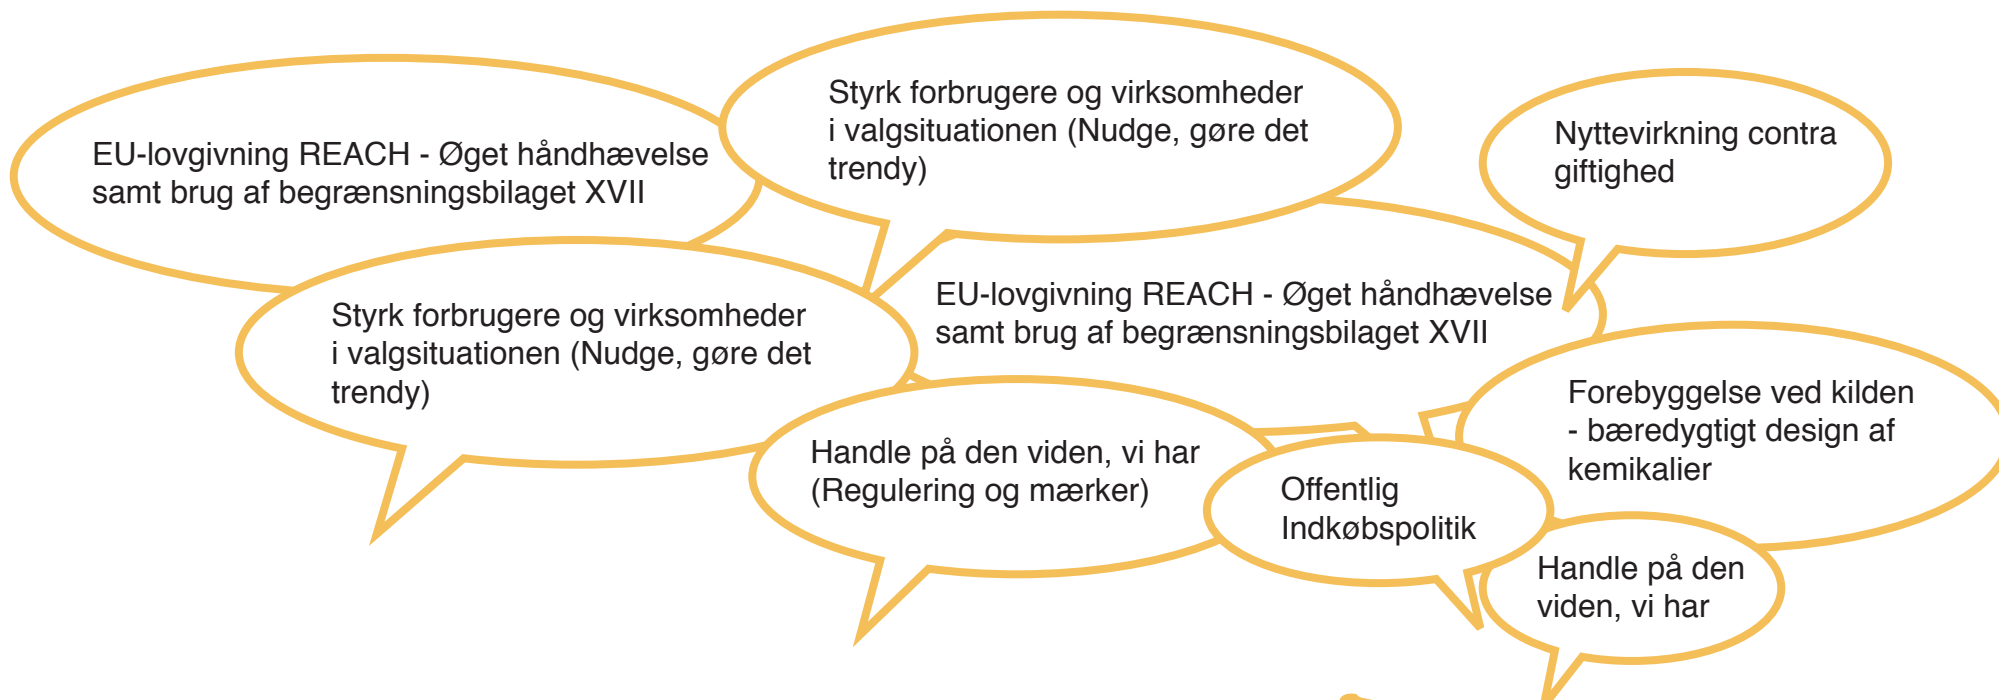 EU-lovgivning REACH - Øget håndhævelse
samt brug af begrænsningsbilaget XVII
Styrk forbrugere og virksomheder
i valgsituationen (Nudge, gøre det
trendy)
Nyttevirkning contra
giftighed
Styrk forbrugere og virksomheder
i valgsituationen (Nudge, gøre det
trendy)
EU-lovgivning REACH - Øget håndhævelse
samt brug af begrænsningsbilaget XVII
Handle på den viden, vi har
(Regulering og mærker)
Offentlig
Indkøbspolitik
Forebyggelse ved kilden
- bæredygtigt design af
kemikalier
Handle på den
viden, vi har